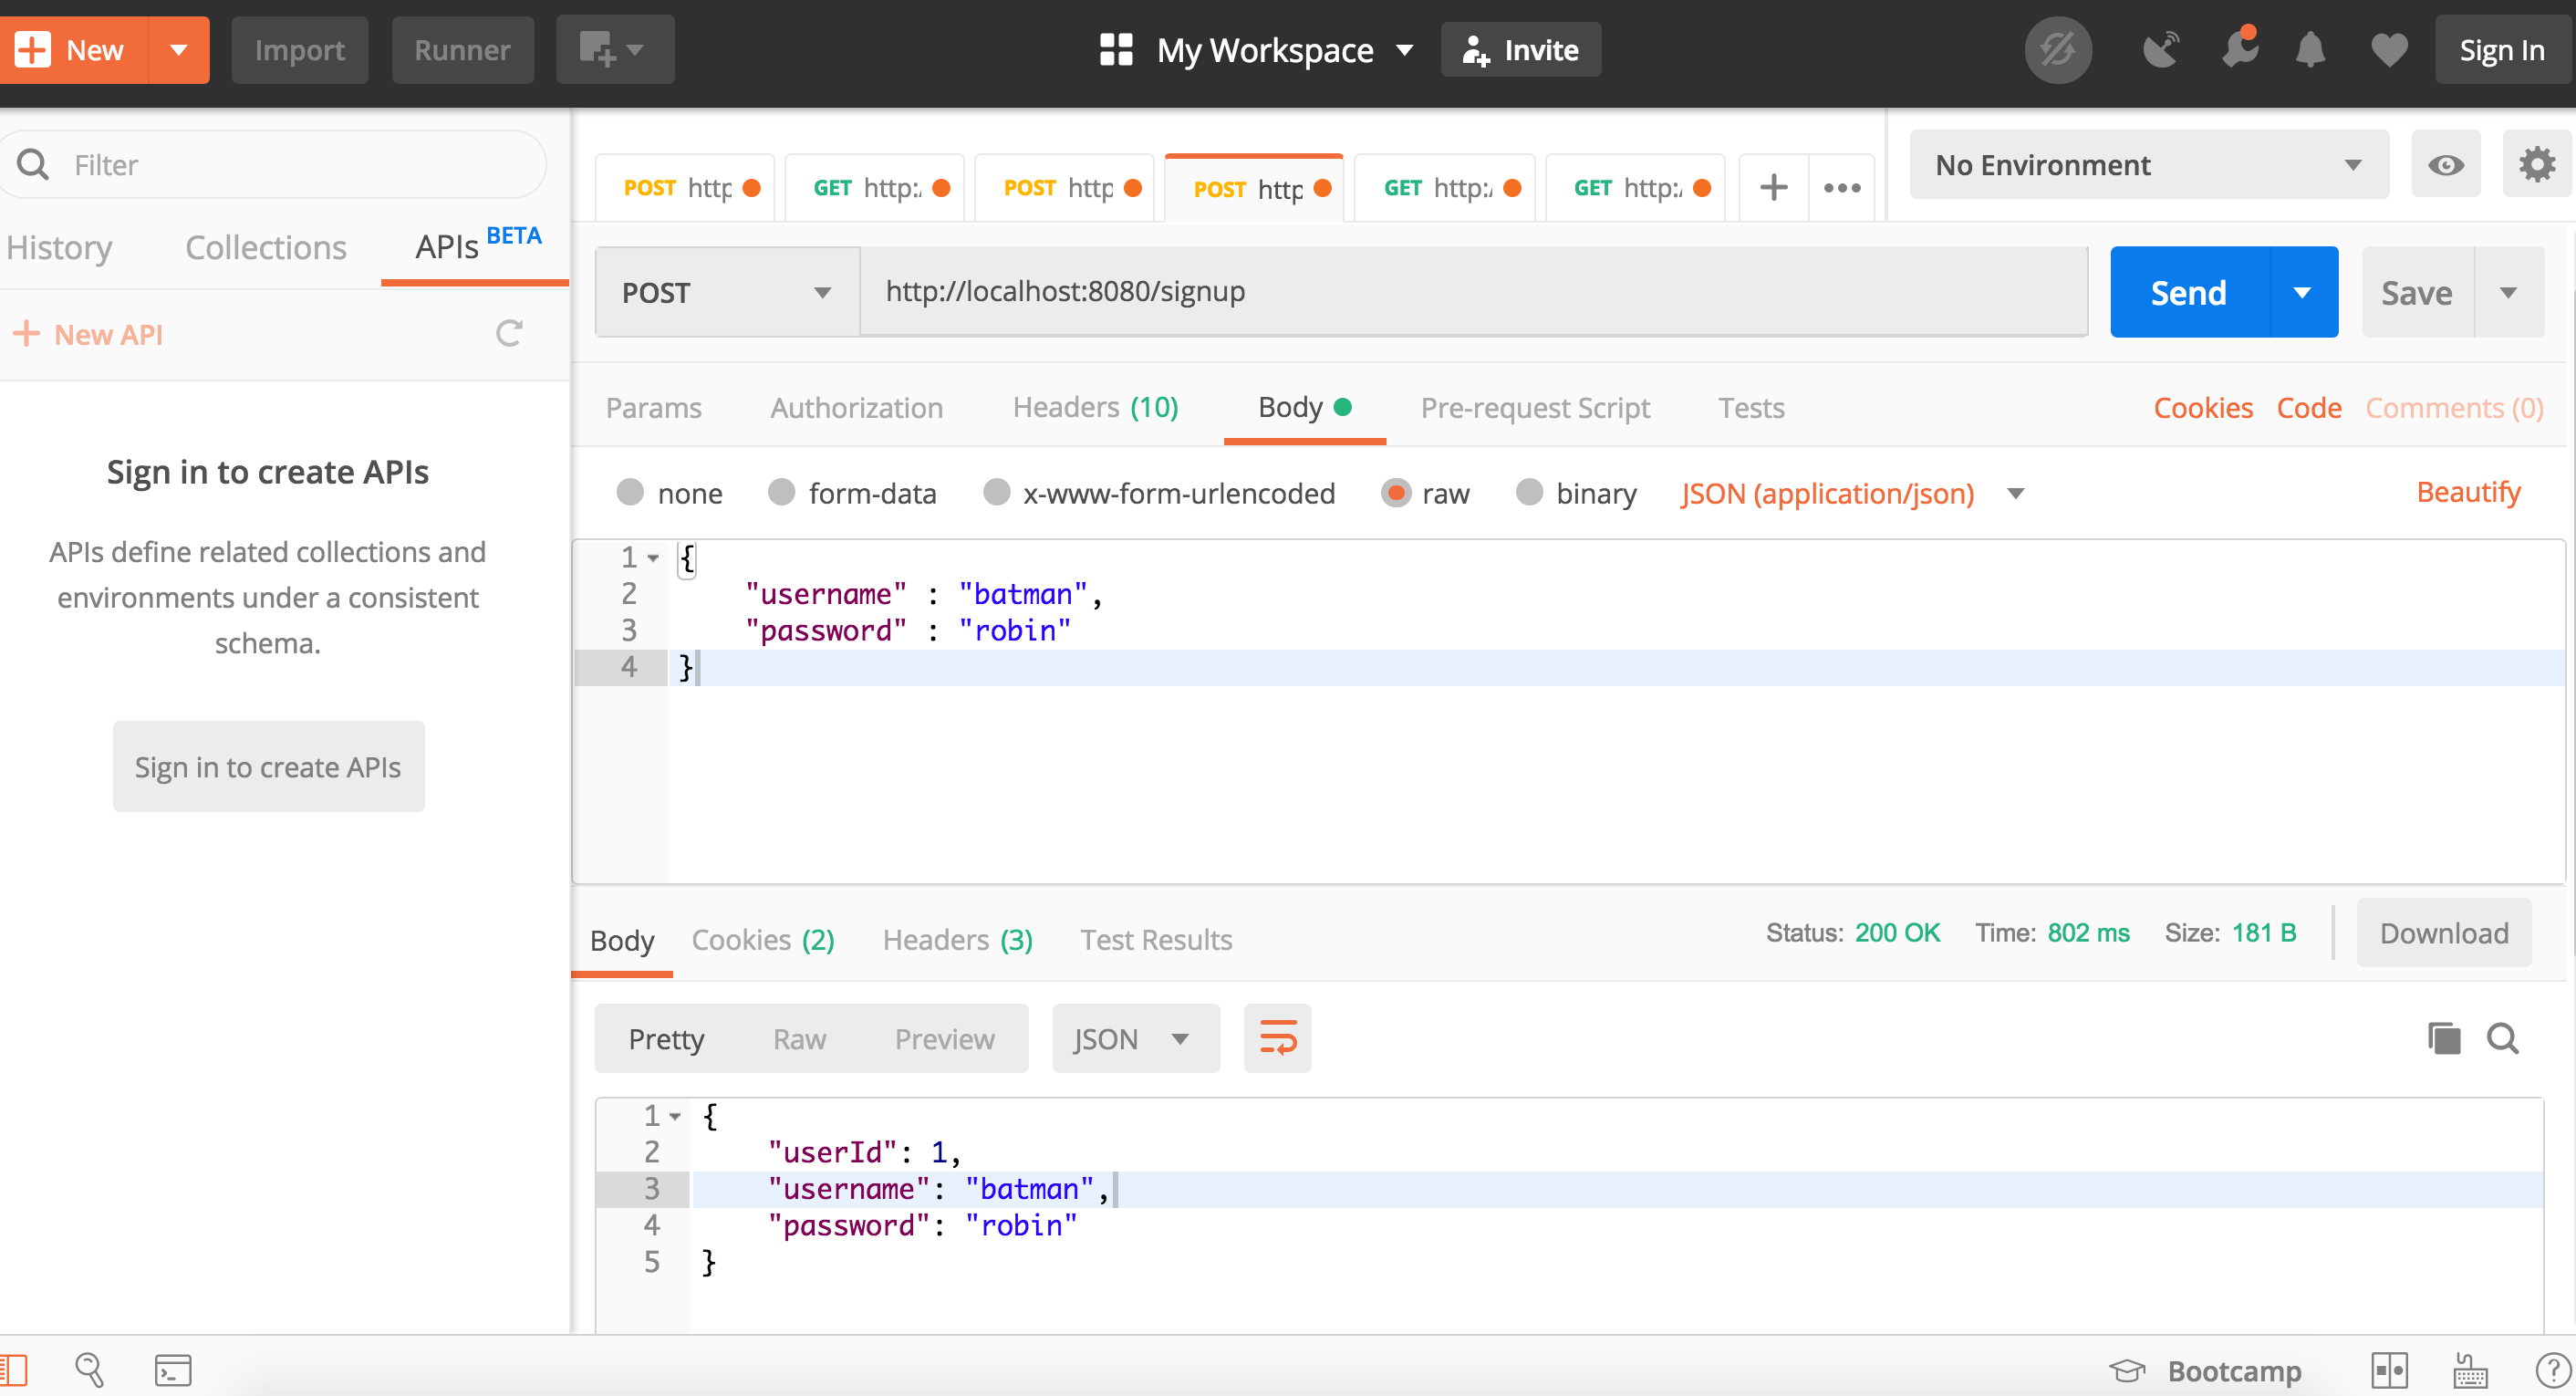 New Import Runner My Workspace Invite Sign In
Filter
History Collections APIs BETA
New API
Sign in to create APIs
APIs define related collections and
environments under a consistent
schema.
Sign in to create APIs
POST http GET http:/ POST http POST http GET http:/ GET http:/
No Environment
POST http://localhost:8080/signup Send Save
Params Authorization Headers (10) Body Pre-request Script Tests Cookies Code Comments (0)
none form-data x-www-form-urlencoded raw binary JSON (application/json) Beautify
1 {
2 "username" : "batman",
3 "password" : "robin"
4 }
Body Cookies (2) Headers (3) Test Results Status: 200 OK Time: 802 ms Size: 181 B Download
Pretty Raw Preview JSON
1 {
2 "userId": 1,
3 "username": "batman",
4 "password": "robin"
5 }
Bootcamp